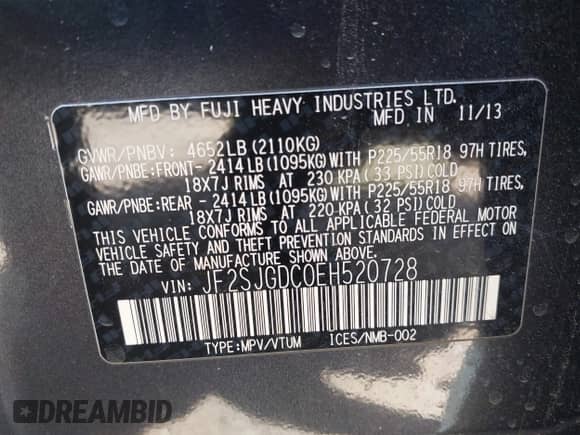 MFD BY FUJI HEAVY INDUSTRIES LTD.
MFD IN 11/13
GVWR/PNBV: 4652LB(2110KG)
GAWR/PNBE:FRONT- 2414LB(1095KG)WITH P225/55R18 97H TIRES,
18X7J RIMS AT 230 KPA(33 PSI)COLD
GAWR/PNBE:REAR - 2414LB(1095KG)WITH P225/55R18 97H TIRES,
18X7J RIMS AT 220 KPA(32 PSI)COLD
THIS VEHICLE CONFORMS TO ALL APPLICABLE FEDERAL MOTOR
VEHICLE SAFETY AND THEFT PREVENTION STANDARDS IN EFFECT ON
THE DATE OF MANUFACTURE SHOWN ABOVE.
VIN: JF2SJGDC0EH520728
TYPE:MPV/VTUM ICES/NMB-002
DREAMBID